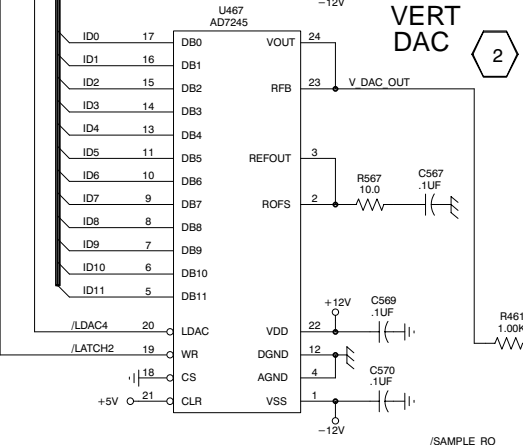 −12V
U467
AD7245
VERT
DAC
2
ID0 17 DB0 VOUT 24
ID1 16 DB1
ID2 15 DB2 RFB 23 V_DAC_OUT
ID3 14 DB3
ID4 13 DB4
ID5 11 DB5 REFOUT 3
ID6 10 DB6 R567 10.0 C567 .1UF
ID7 9 DB7 ROFS 2
ID8 8 DB8
ID9 7 DB9
ID10 6 DB10
ID11 5 DB11
+12V C569 .1UF
R461
1.00K
/LDAC4 20 LDAC VDD 22
/LATCH2 19 WR DGND 12
18 CS AGND 4
C570 .1UF
+5V 21 CLR VSS 1
−12V
/SAMPLE_RO